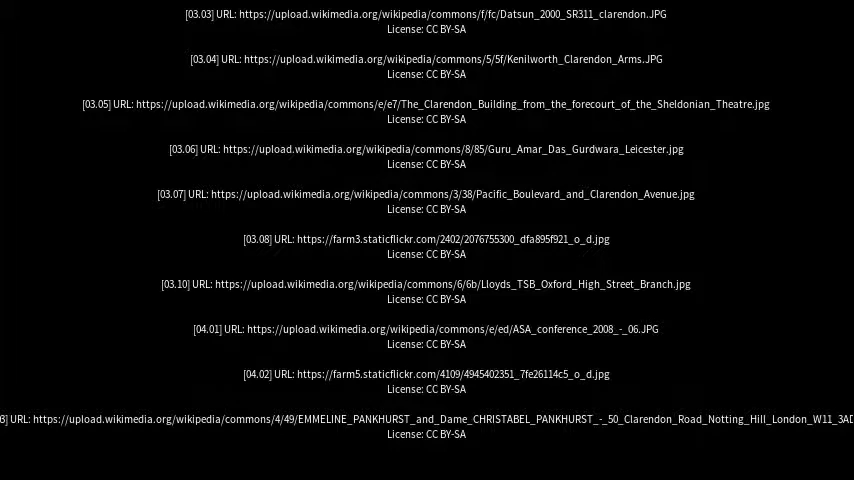 [03.03] URL: https://upload.wikimedia.org/wikipedia/commons/f/fc/Datsun_2000_SR311_clarendon.JPG
License: CC BY-SA
[03.04] URL: https://upload.wikimedia.org/wikipedia/commons/5/5f/Kenilworth_Clarendon_Arms.JPG
License: CC BY-SA
[03.05] URL: https://upload.wikimedia.org/wikipedia/commons/e/e7/The_Clarendon_Building_from_the_forecourt_of_the_Sheldonian_Theatre.jpg
License: CC BY-SA
[03.06] URL: https://upload.wikimedia.org/wikipedia/commons/8/85/Guru_Amar_Das_Gurdwara_Leicester.jpg
License: CC BY-SA
[03.07] URL: https://upload.wikimedia.org/wikipedia/commons/3/38/Pacific_Boulevard_and_Clarendon_Avenue.jpg
License: CC BY-SA
[03.08] URL: https://farm3.staticflickr.com/2402/2076755300_dfa895f921_o_d.jpg
License: CC BY-SA
[03.10] URL: https://upload.wikimedia.org/wikipedia/commons/6/6b/Lloyds_TSB_Oxford_High_Street_Branch.jpg
License: CC BY-SA
[04.01] URL: https://upload.wikimedia.org/wikipedia/commons/e/ed/ASA_conference_2008_-_06.JPG
License: CC BY-SA
[04.02] URL: https://farm5.staticflickr.com/4109/4945402351_7fe26114c5_o_d.jpg
License: CC BY-SA
3] URL: https://upload.wikimedia.org/wikipedia/commons/4/49/EMMELINE_PANKHURST_and_Dame_CHRISTABEL_PANKHURST_-_50_Clarendon_Road_Notting_Hill_London_W11_3AD
License: CC BY-SA